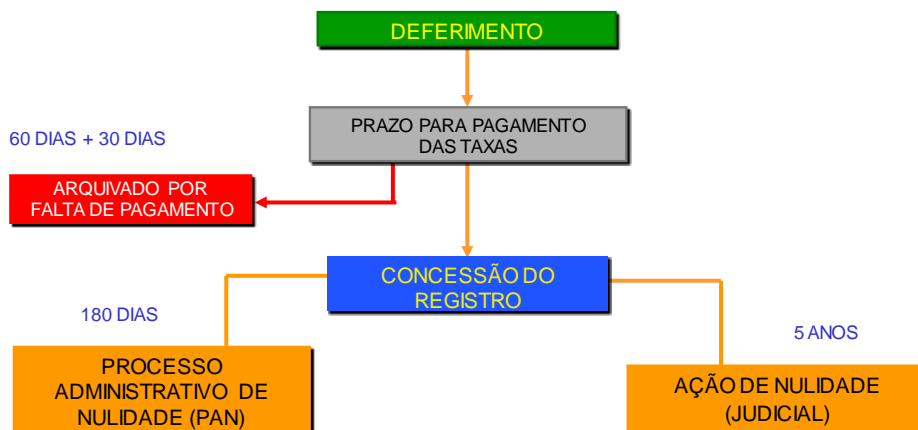 DEFERIMENTO
PRAZO PARA PAGAMENTO
DAS TAXAS
60 DIAS + 30 DIAS
ARQUIVADO POR
FALTA DE PAGAMENTO
CONCESSÃO DO
REGISTRO
180 DIAS
5 ANOS
PROCESSO
ADMINISTRATIVO DE
NULIDADE (PAN)
AÇÃO DE NULIDADE
(JUDICIAL)